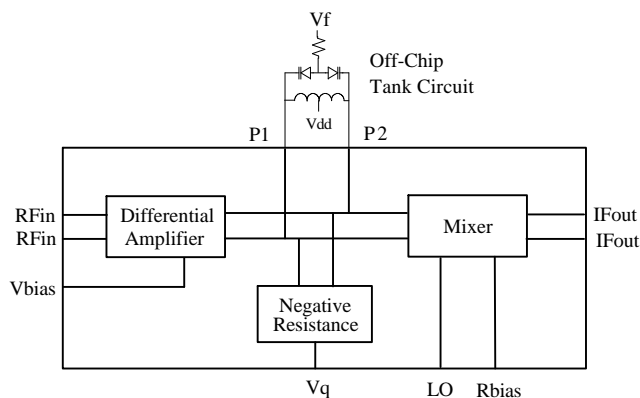 Vf
Off-Chip
Tank Circuit
Vdd
P1
P2
RFin
RFin
Differential
Amplifier
Mixer
IFout
IFout
Vbias
Negative
Resistance
Vq
LO
Rbias